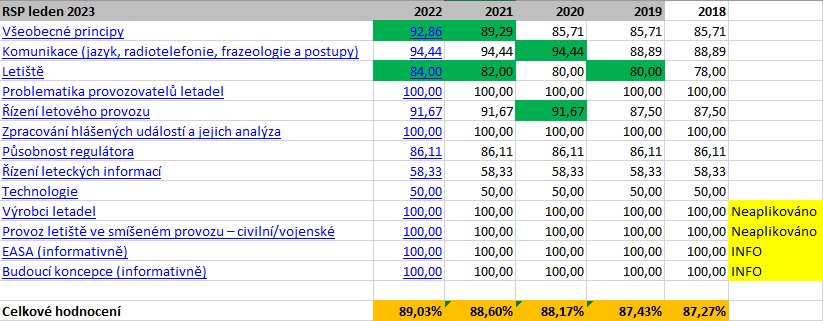 RSP leden 2023 2022 2021 2020 2019 2018
Všeobecné principy 92,86 89,29 85,71 85,71 85,71
Komunikace (jazyk, radiotelefonie, frazeologie a postupy) 94,44 94,44 94,44 88,89 88,89
Letiště 84,00 82,00 80,00 80,00 78,00
Problematika provozovatelů letadel 100,00 100,00 100,00 100,00 100,00
Řízení letového provozu 91,67 91,67 91,67 87,50 87,50
Zpracování hlášených událostí a jejich analýza 100,00 100,00 100,00 100,00 100,00
Působnost regulátora 86,11 86,11 86,11 86,11 86,11
Řízení leteckých informací 58,33 58,33 58,33 58,33 58,33
Technologie 50,00 50,00 50,00 50,00 50,00
Výrobci letadel 100,00 100,00 100,00 100,00 100,00 Neaplikováno
Provoz letiště ve smíšeném provozu – civilní/vojenské 100,00 100,00 100,00 100,00 100,00 Neaplikováno
EASA (informativně) 100,00 100,00 100,00 100,00 100,00 INFO
Budoucí koncepce (informativně) 100,00 100,00 100,00 100,00 100,00 INFO
Celkové hodnocení 89,03% 88,60% 88,17% 87,43% 87,27%